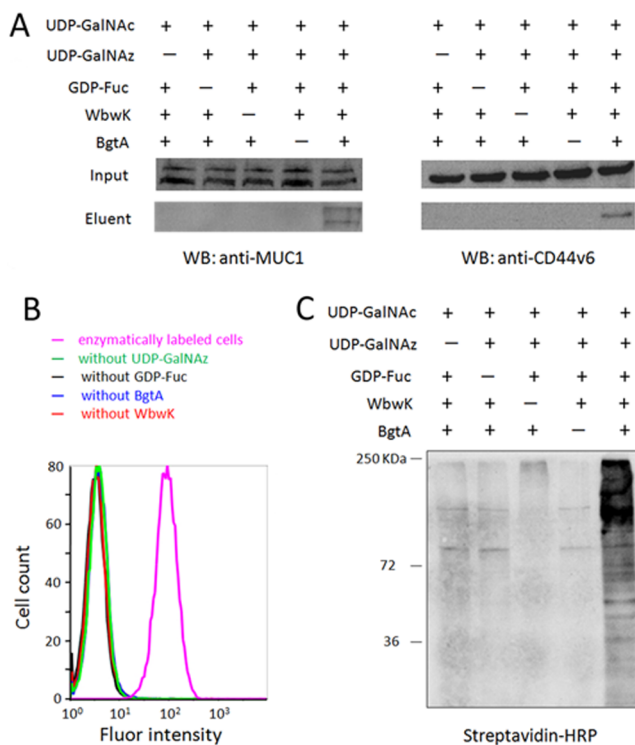 A
UDP-GalNAc + + + + + + + + + +
UDP-GalNAz — + + + + — + + + +
GDP-Fuc + — + + + + — + + +
WbwK + + — + + + + — + +
BgtA + + + — + + + + — +
Input
Eluent
WB: anti-MUC1 WB: anti-CD44v6
B
— enzymatically labeled cells
— without UDP-GalNAz
— without GDP-Fuc
— without BgtA
— without WbwK
80
60
40
20
0
10⁰ 10¹ 10² 10³
Cell count
Fluor intensity
C
UDP-GalNAc + + + + +
UDP-GalNAz — + + + +
GDP-Fuc + — + + +
WbwK + + — + +
BgtA + + + — +
250 KDa
72
36
Streptavidin-HRP